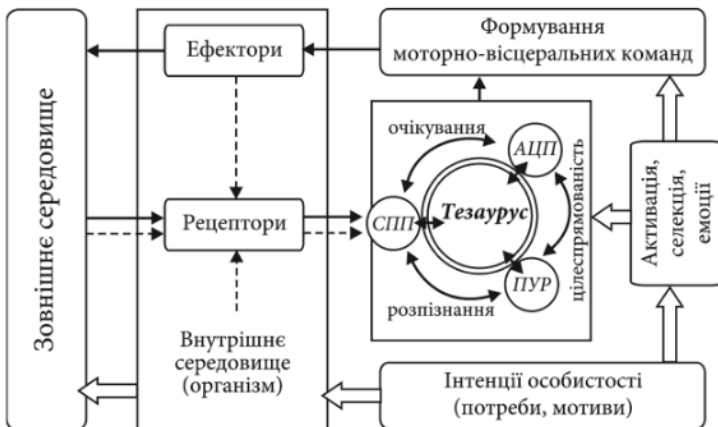 Зовнішнє середовище
Ефектори
Рецептори
Внутрішнє
середовище
(організм)
Формування
моторно-вісцеральних команд
очікування
АЦП
цілеспрямованість
СПП
Тезаурус
ПУР
розпізнання
Активація,
селекція,
емоції
Інтенції особистості
(потреби, мотиви)